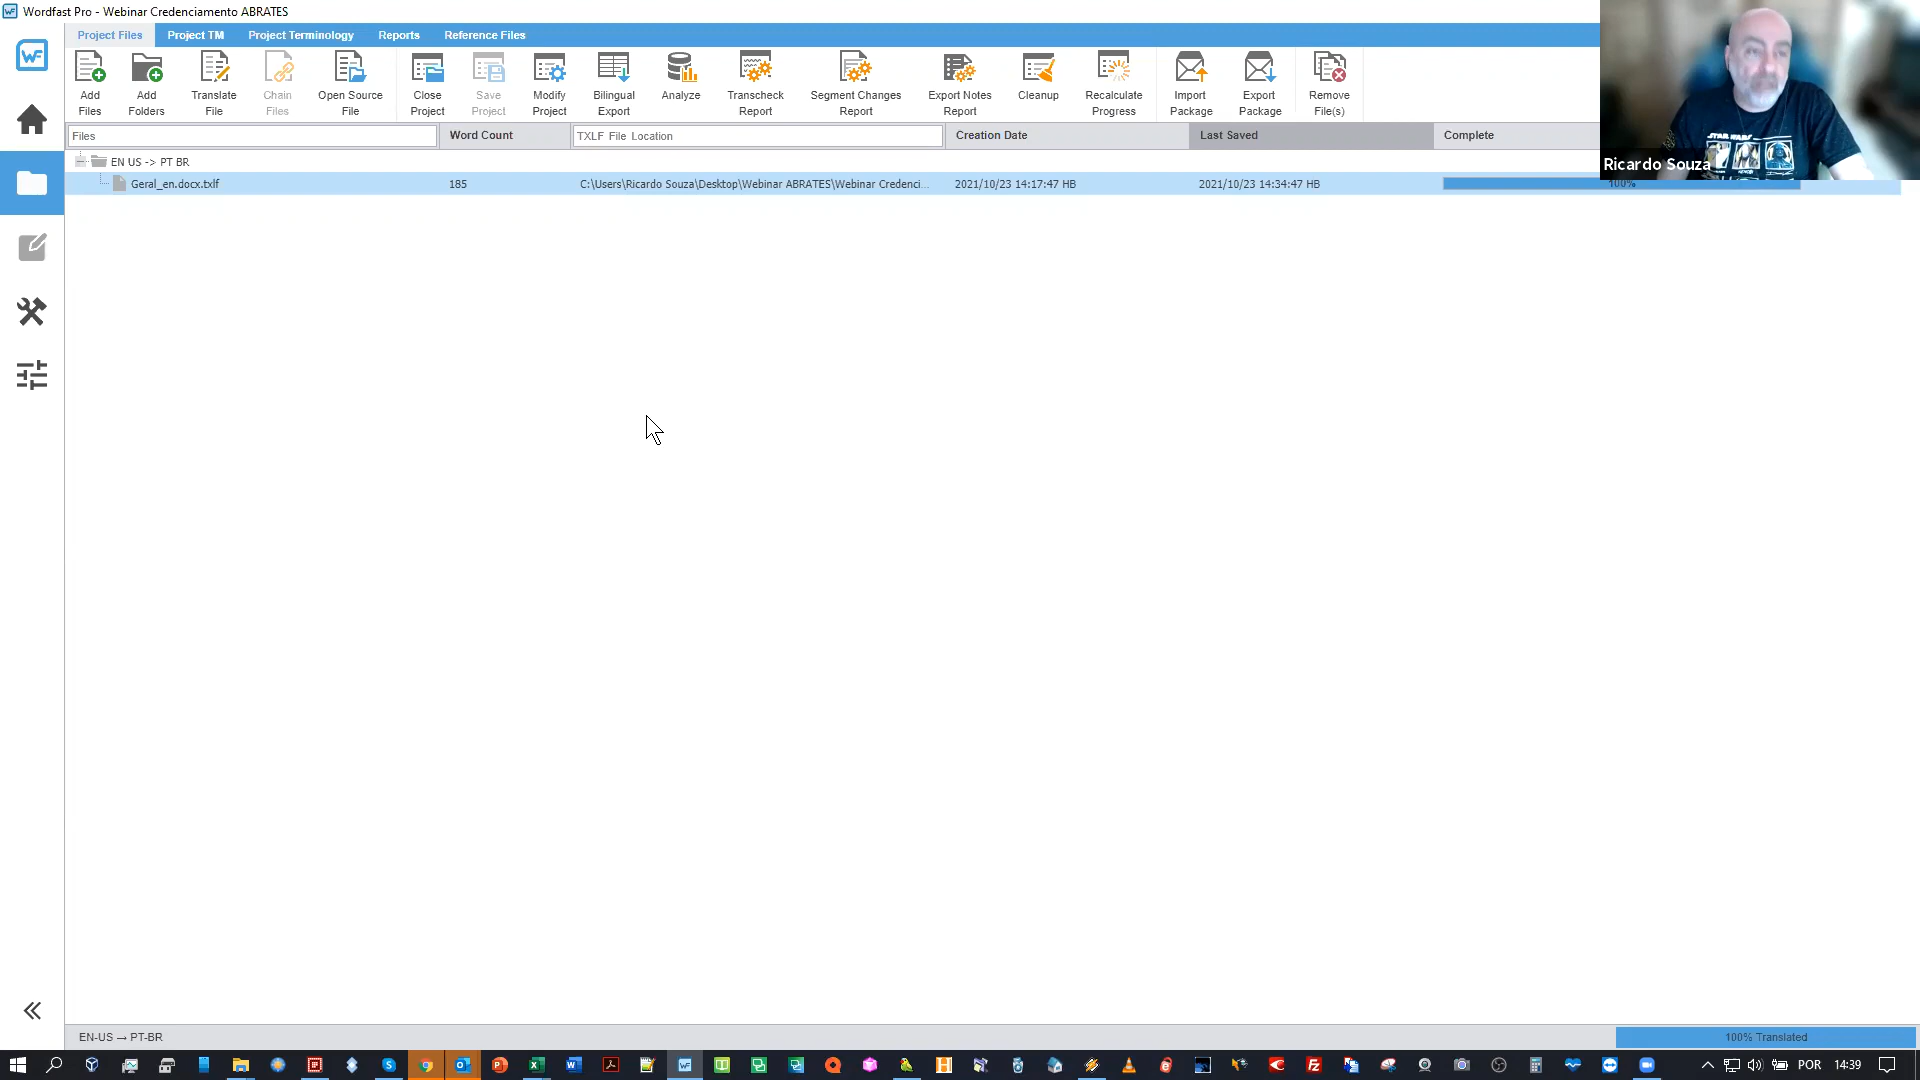 Wordfast Pro - Webinar Credenciamento ABRATES
Project Files Project TM Project Terminology Reports Reference Files
Add Files
Add Folders
Translate File
Chain Files
Open Source File
Close Project
Save Project
Modify Project
Bilingual Export
Analyze
Transcheck Report
Segment Changes Report
Export Notes Report
Cleanup
Recalculate Progress
Import Package
Export Package
Remove File(s)
Files Word Count TXLF File Location Creation Date Last Saved Complete
EN US -> PT BR
Geral_en.docx.txlf 185 C:\Users\Ricardo Souza\Desktop\Webinar ABRATES\Webinar Credenci... 2021/10/23 14:17:47 HB 2021/10/23 14:34:47 HB 100%
STAR WARS
Ricardo Souza
EN-US → PT-BR
100% Translated
POR 14:39